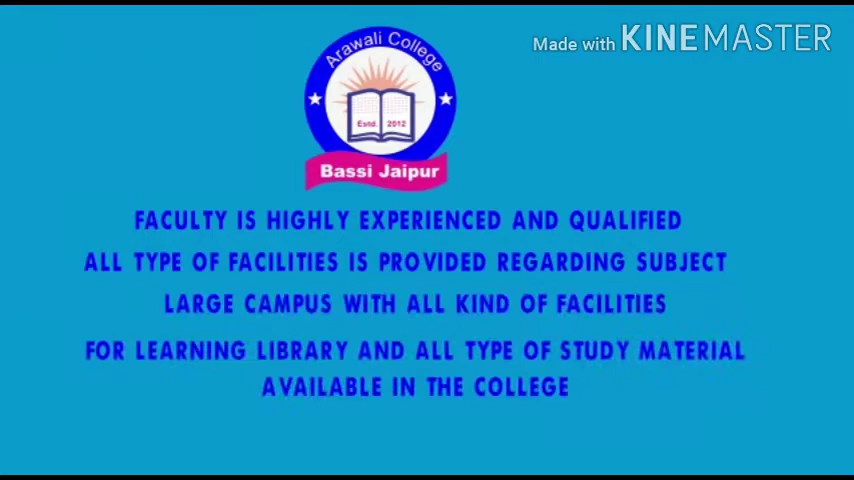 Made with KINEMASTER
Arawali College
Estd. 2012
Bassi Jaipur
FACULTY IS HIGHLY EXPERIENCED AND QUALIFIED
ALL TYPE OF FACILITIES IS PROVIDED REGARDING SUBJECT
LARGE CAMPUS WITH ALL KIND OF FACILITIES
FOR LEARNING LIBRARY AND ALL TYPE OF STUDY MATERIAL
AVAILABLE IN THE COLLEGE